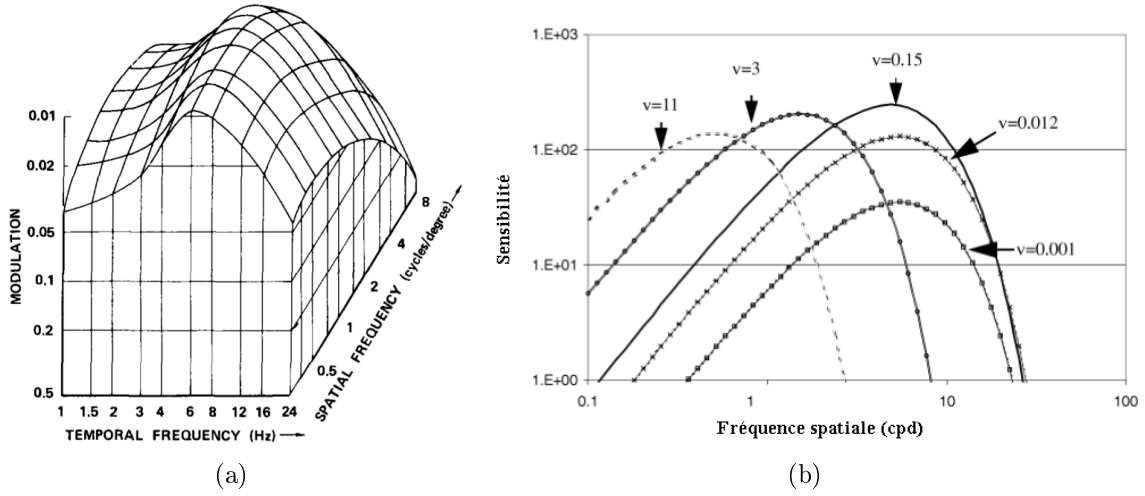 0.01
0.02
0.05
0.1
0.2
0.5
MODULATION
1 1.5 2 3 4 6 8 12 16 24
TEMPORAL FREQUENCY (Hz)
0.5
1
2
4
8
SPATIAL FREQUENCY (cycles/degree)
(a)
1.E+03
1.E+02
1.E+01
1.E+00
Sensibilité
v=11
v=3
v=0.15
v=0.012
v=0.001
0.1 1 10 100
Fréquence spatiale (cpd)
(b)